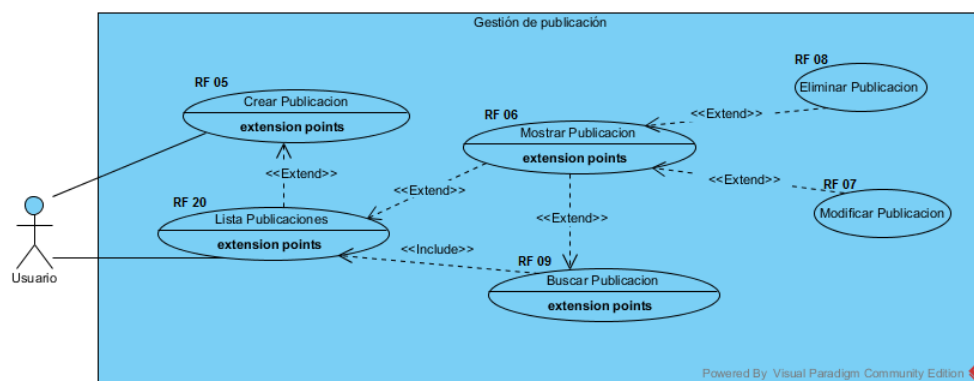 Gestión de publicación
RF 08
Eliminar Publicacion
RF 05
Crear Publicacion
extension points
RF 06
Mostrar Publicacion
extension points
<<Extend>>
<<Extend>>
<<Extend>>
<<Extend>>
RF 07
Modificar Publicacion
RF 20
Lista Publicaciones
extension points
<<Extend>>
<<Include>>
RF 09
Buscar Publicacion
extension points
Usuario
Powered By Visual Paradigm Community Edition